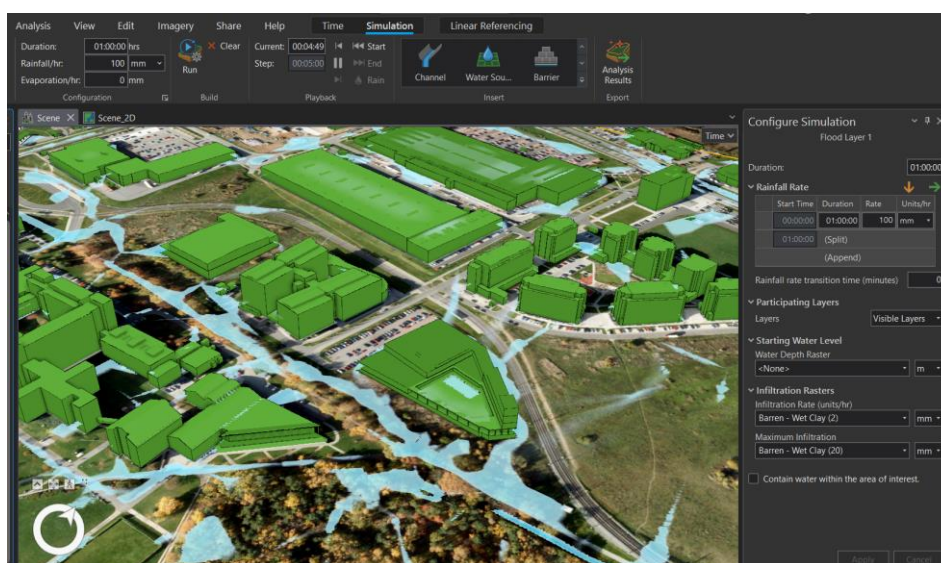 Analysis View Edit Imagery Share Help Time Simulation Linear Referencing
Duration: 01:00:00 hrs Clear Current: 00:04:49 Start
Rainfall/hr: 100 mm Step: 00:05:00 End
Evaporation/hr: 0 mm Run Rain Channel Water Sou... Barrier Analysis Results
Configuration Build Playback Insert Export
Scene Scene_2D
Time
Configure Simulation
Flood Layer 1
Duration: 01:00:00
Rainfall Rate
Start Time Duration Rate Units/hr
00:00:00 01:00:00 100 mm
01:00:00 (Split)
(Append)
Rainfall rate transition time (minutes) 0
Participating Layers
Layers Visible Layers
Starting Water Level
Water Depth Raster
<None> m
Infiltration Rasters
Infiltration Rate (units/hr)
Barren - Wet Clay (2) mm
Maximum Infiltration
Barren - Wet Clay (20) mm
Contain water within the area of interest.
Apply Cancel